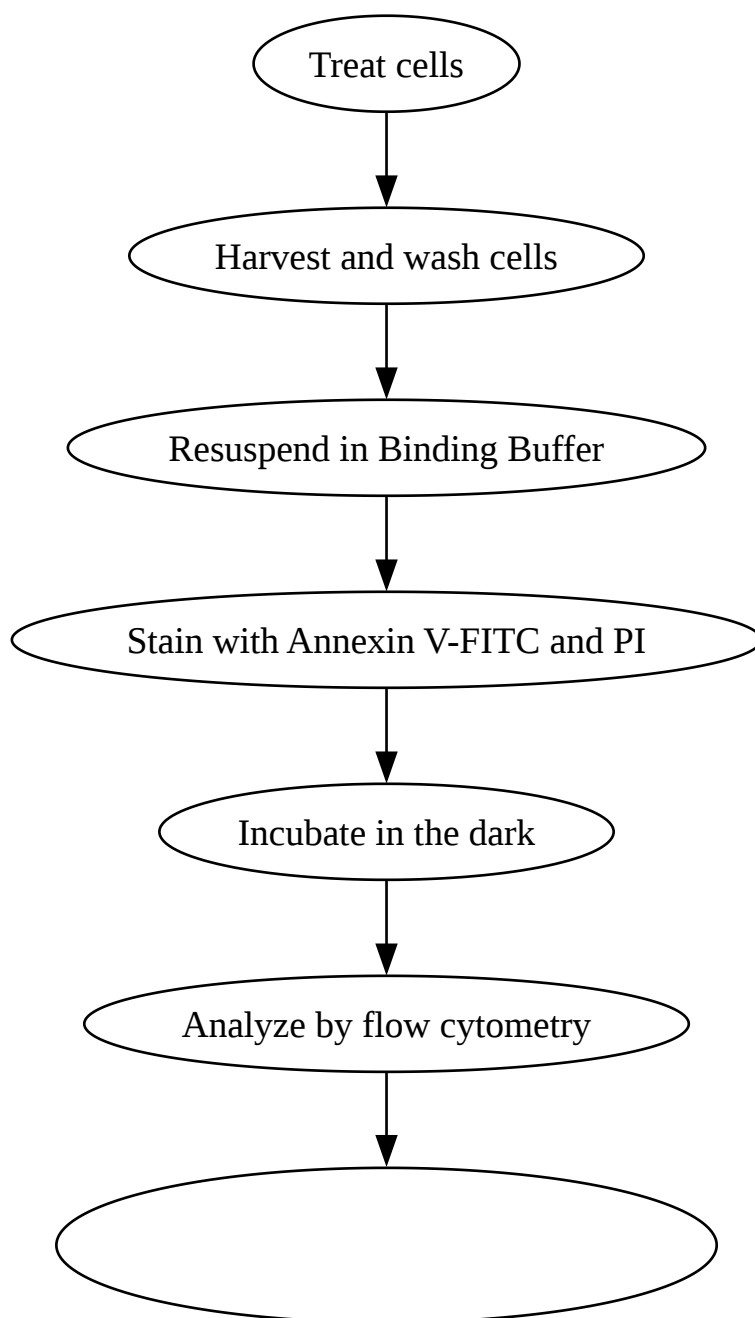 Treat cells
Harvest and wash cells
Resuspend in Binding Buffer
Stain with Annexin V-FITC and PI
Incubate in the dark
Analyze by flow cytometry